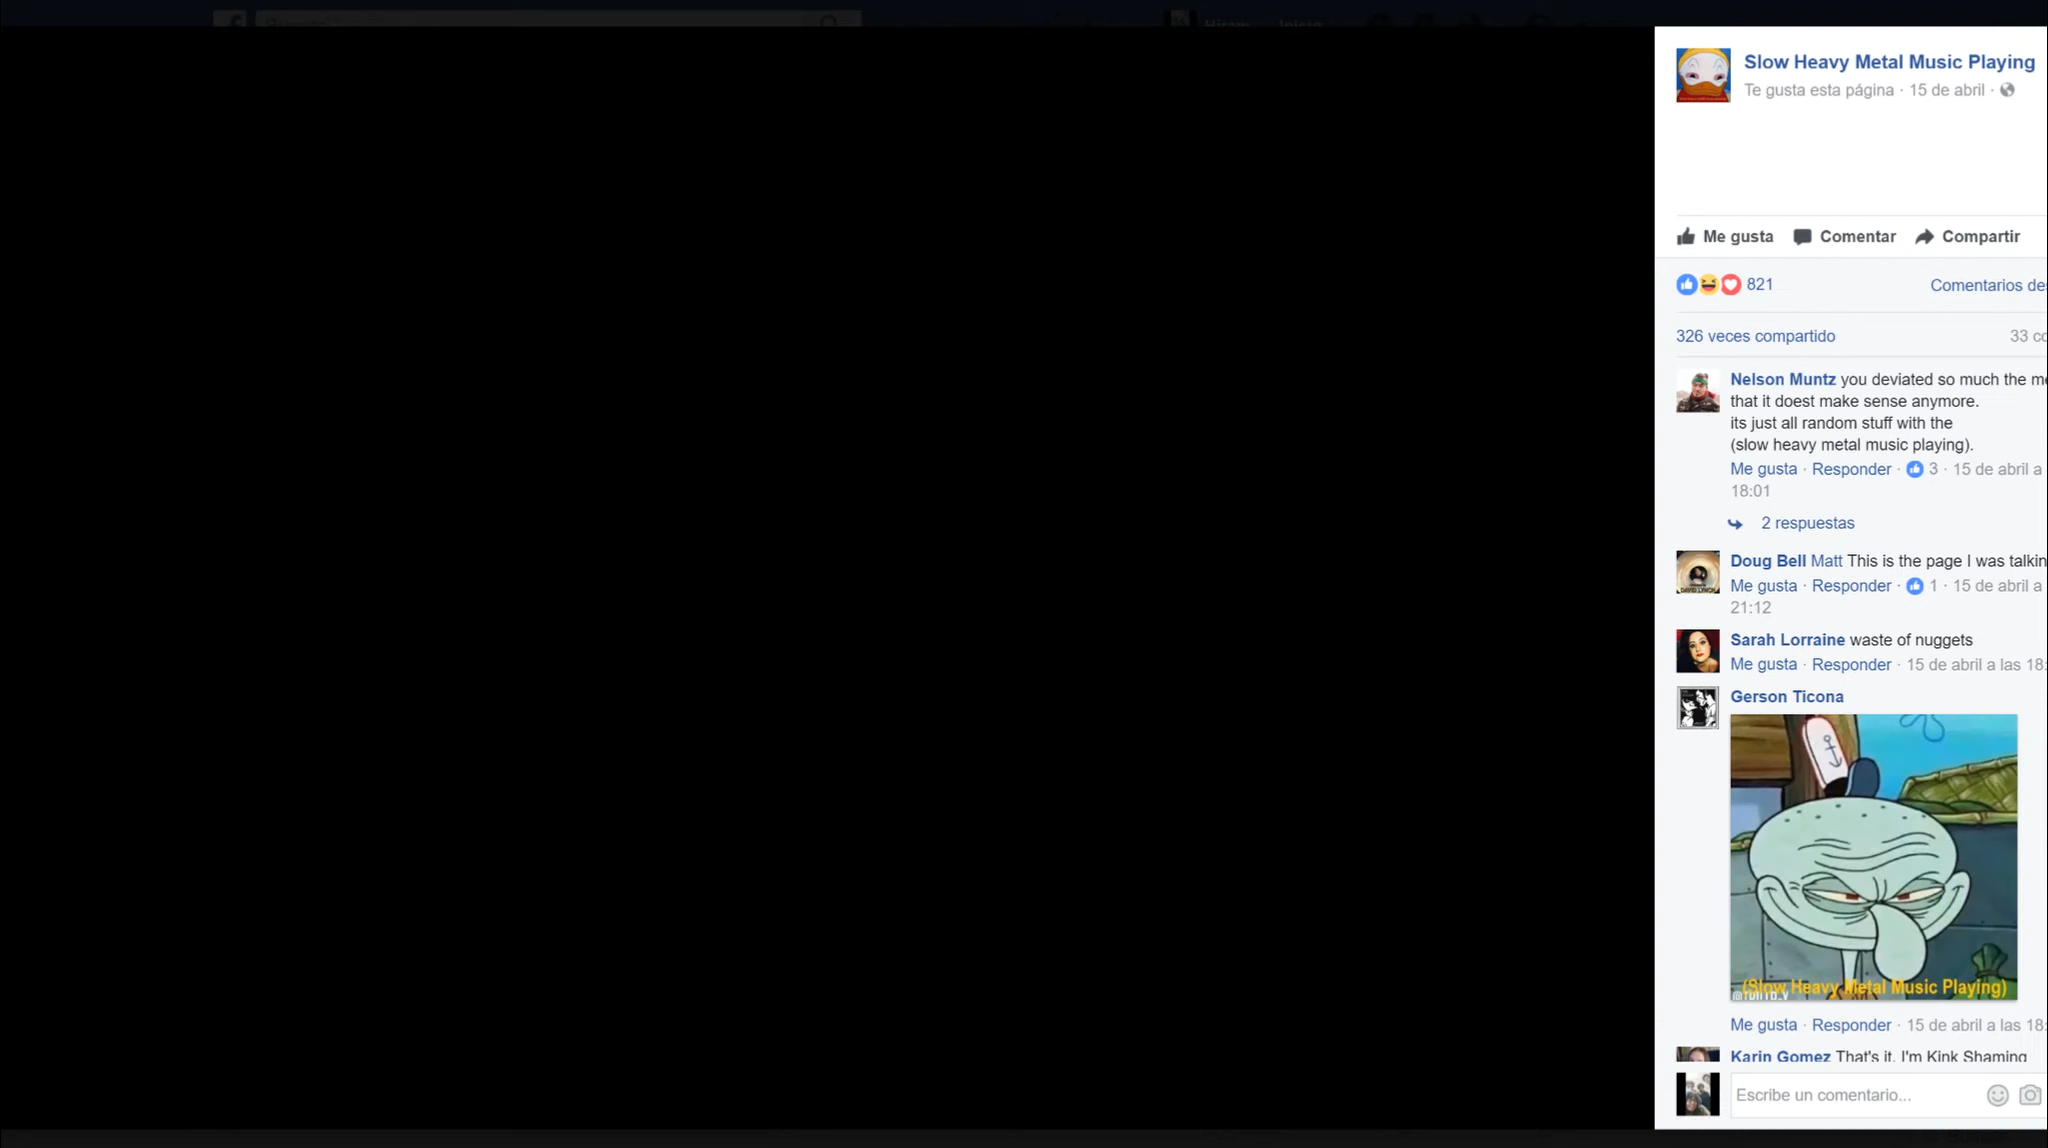 Hiram Inicio
Slow Heavy Metal Music Playing
Te gusta esta página · 15 de abril ·
Me gusta Comentar Compartir
821 Comentarios
326 veces compartido 33
Nelson Muntz you deviated so much the
that it doest make sense anymore.
its just all random stuff with the
(slow heavy metal music playing).
Me gusta · Responder · 3 · 15 de abril a
18:01
2 respuestas
Doug Bell Matt This is the page I was
Me gusta · Responder · 1 · 15 de abril a
21:12
Sarah Lorraine waste of nuggets
Me gusta · Responder · 15 de abril a las 18:
Gerson Ticona
(Slow Heavy Metal Music Playing)
Me gusta · Responder · 15 de abril a las 18:
Karin Gomez That's it. I'm Kink Shaming
Escribe un comentario...